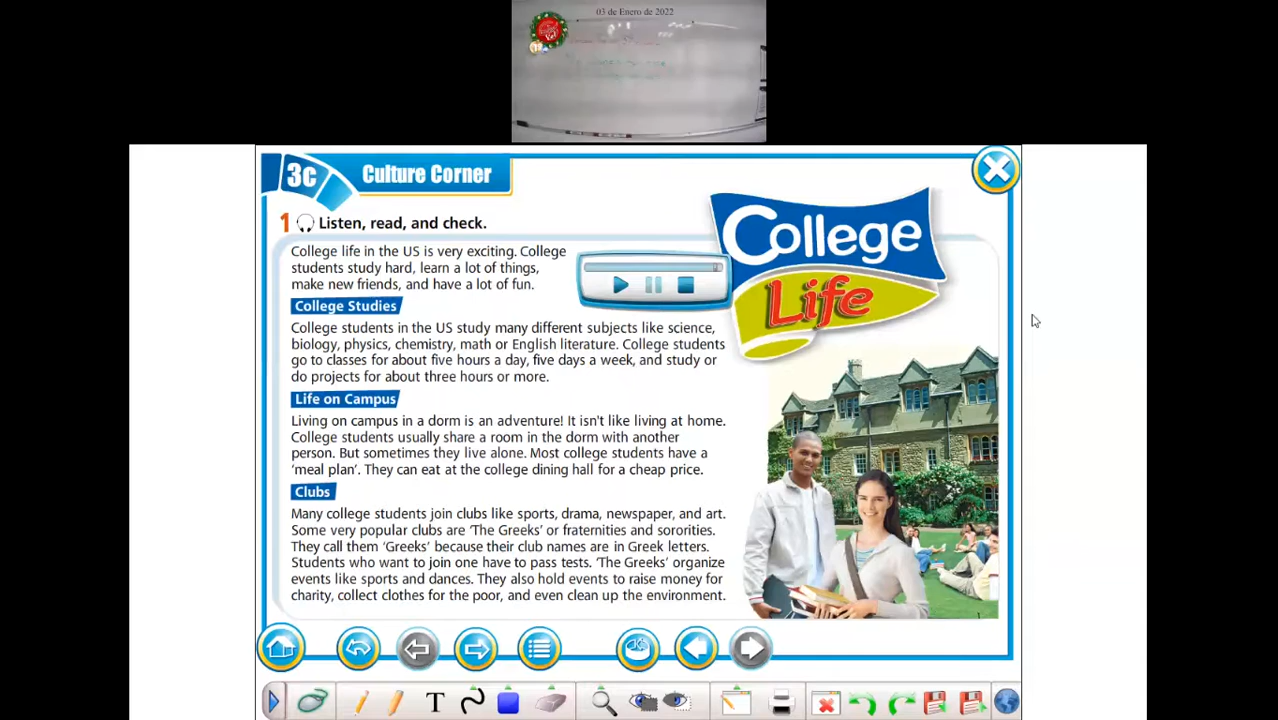 03 de Enero de 2022
3c
Culture Corner
1 Listen, read, and check.
College
Life
College life in the US is very exciting. College
students study hard, learn a lot of things,
make new friends, and have a lot of fun.
College Studies
College students in the US study many different subjects like science,
biology, physics, chemistry, math or English literature. College students
go to classes for about five hours a day, five days a week, and study or
do projects for about three hours or more.
Life on Campus
Living on campus in a dorm is an adventure! It isn't like living at home.
College students usually share a room in the dorm with another
person. But sometimes they live alone. Most college students have a
‘meal plan’. They can eat at the college dining hall for a cheap price.
Clubs
Many college students join clubs like sports, drama, newspaper, and art.
Some very popular clubs are ‘The Greeks’ or fraternities and sororities.
They call them ‘Greeks’ because their club names are in Greek letters.
Students who want to join one have to pass tests. ‘The Greeks’ organize
events like sports and dances. They also hold events to raise money for
charity, collect clothes for the poor, and even clean up the environment.
T